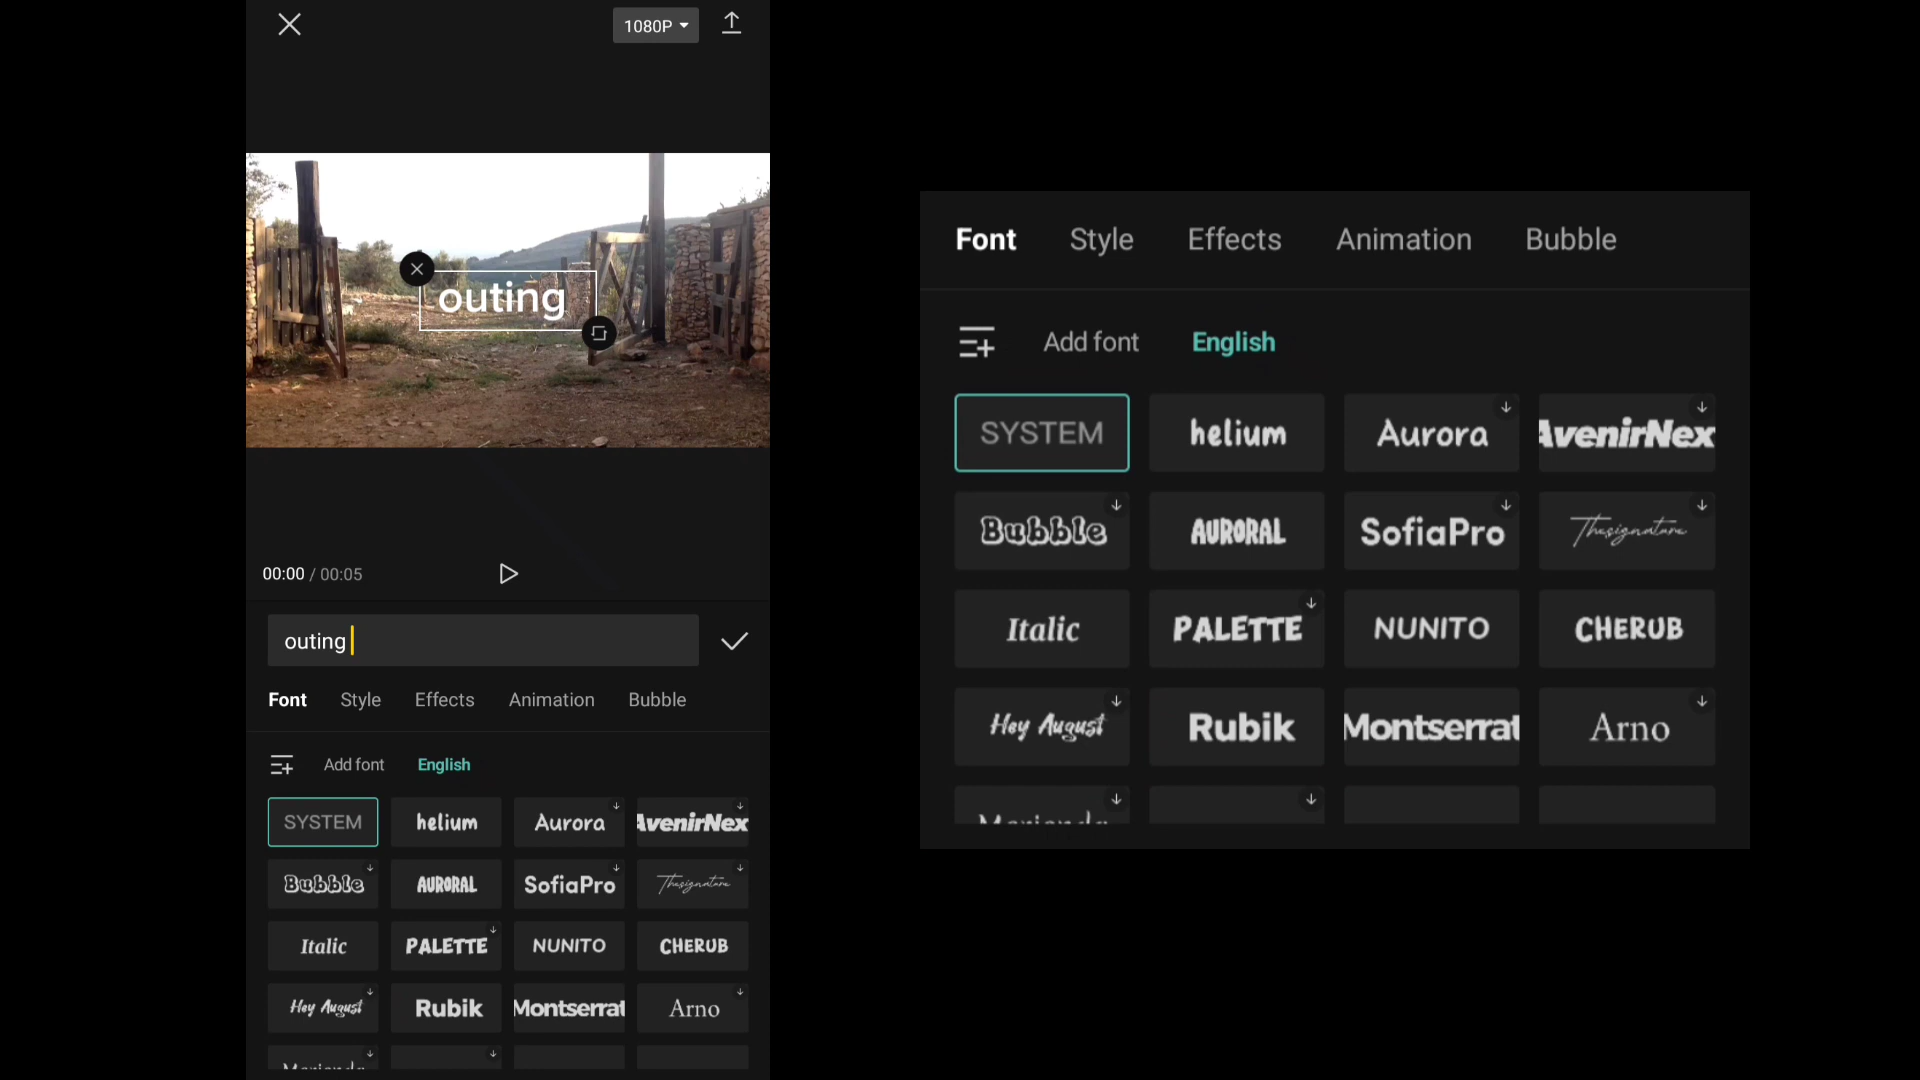 1080P
outing
00:00 / 00:05
outing
Font Style Effects Animation Bubble
Add font English
SYSTEM helium Aurora AvenirNex
Bubble AURORAL SofiaPro Thesignature
Italic PALETTE NUNITO CHERUB
Hey August Rubik Montserrat Arno
Font Style Effects Animation Bubble
Add font English
SYSTEM helium Aurora AvenirNex
Bubble AURORAL SofiaPro Thesignature
Italic PALETTE NUNITO CHERUB
Hey August Rubik Montserrat Arno